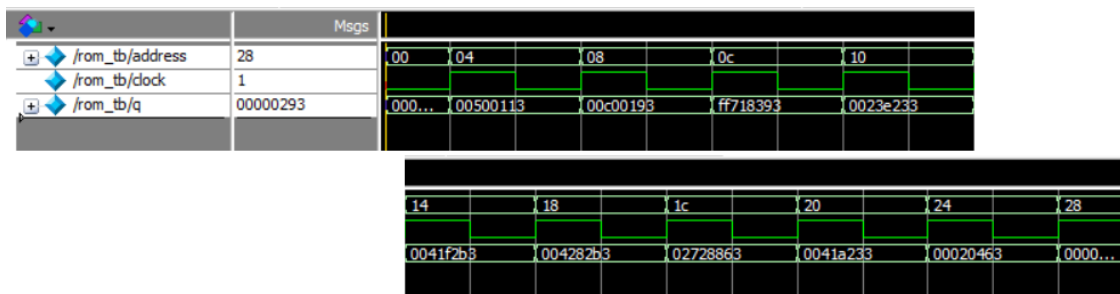 Msgs
/rom_tb/address 28 00 04 08 0c 10
/rom_tb/clock 1
/rom_tb/q 00000293 000... 00500113 00c00193 ff718393 0023e233
14 18 1c 20 24 28
0041f2b3 004282b3 02728863 0041a233 00020463 0000...